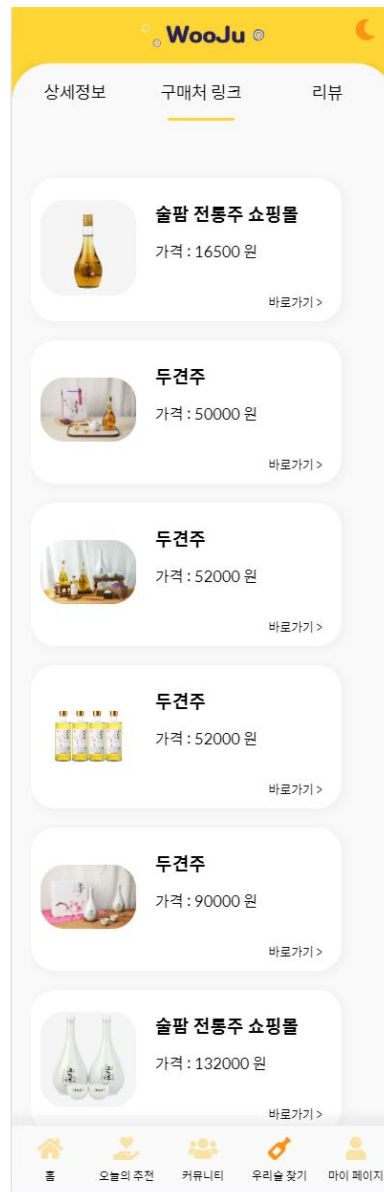 WooJu
상세정보 구매처 링크 리뷰
술팜 전통주 쇼핑몰
가격 : 16500 원
바로가기 >
두견주
가격 : 50000 원
바로가기 >
두견주
가격 : 52000 원
바로가기 >
두견주
가격 : 52000 원
바로가기 >
두견주
가격 : 90000 원
바로가기 >
술팜 전통주 쇼핑몰
가격 : 132000 원
바로가기 >
홈 오늘의 추천 커뮤니티 우리술 찾기 마이 페이지